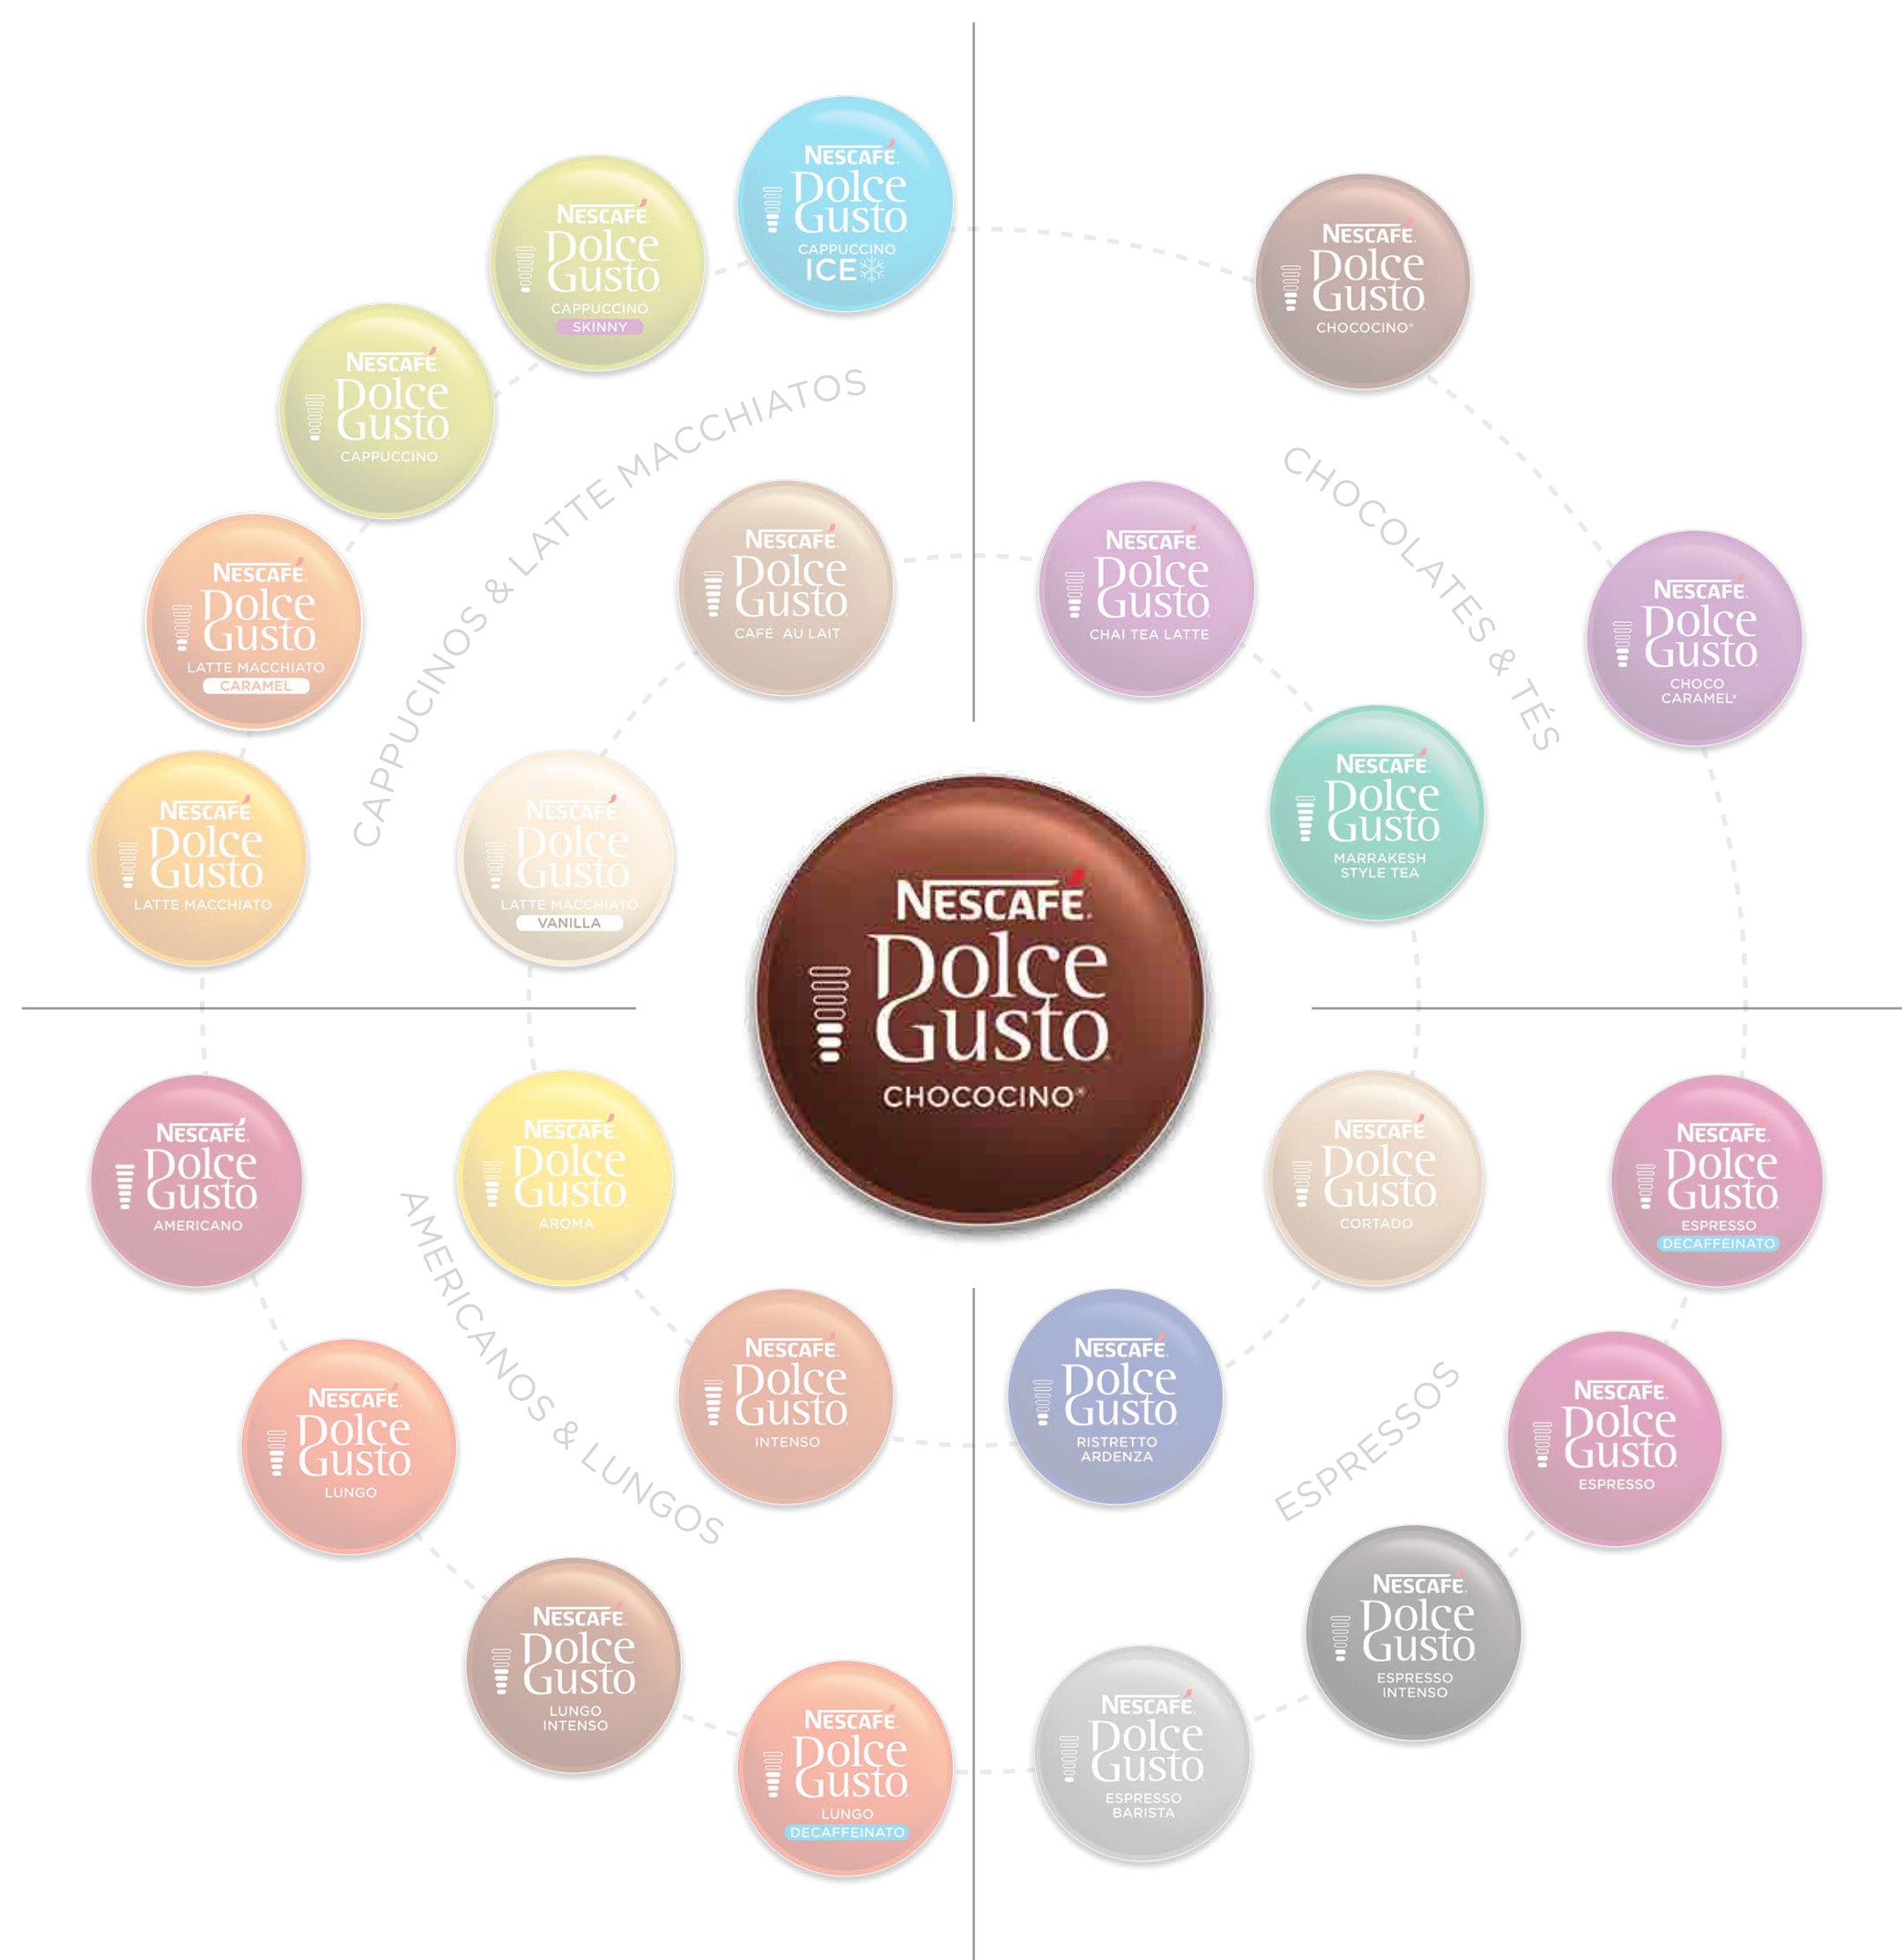 NESCAFÉ.
Dolce
Gusto
CAPPUCCINO
ICE
NESCAFÉ.
Dolce
Gusto
CAPPUCCINO
SKINNY
NESCAFÉ.
Dolce
Gusto
CAPPUCCINO
NESCAFÉ.
Dolce
Gusto
LATTE MACCHIATO
CARAMEL
NESCAFÉ.
Dolce
Gusto
LATTE MACCHIATO
CAPPUCINOS & LATTE MACCHIATOS
NESCAFÉ.
Dolce
Gusto
CAFÉ AU LAIT
NESCAFÉ.
Dolce
Gusto
LATTE MACCHIATO
VANILLA
NESCAFÉ.
Dolce
Gusto
CHOCOCINO®
CHOCOLATES & TÉS
NESCAFÉ.
Dolce
Gusto
CHAI TEA LATTE
NESCAFÉ.
Dolce
Gusto
CHOCO
CARAMEL®
NESCAFÉ.
Dolce
Gusto
MARRAKESH
STYLE TEA
NESCAFÉ.
Dolce
Gusto
CHOCOCINO®
NESCAFÉ.
Dolce
Gusto
AMERICANO
NESCAFÉ.
Dolce
Gusto
AROMA
AMERICANOS & LUNGOS
NESCAFÉ.
Dolce
Gusto
INTENSO
NESCAFÉ.
Dolce
Gusto
LUNGO
NESCAFÉ.
Dolce
Gusto
LUNGO
INTENSO
NESCAFÉ.
Dolce
Gusto
LUNGO
DECAFFEINATO
NESCAFÉ.
Dolce
Gusto
CORTADO
NESCAFÉ.
Dolce
Gusto
ESPRESSO
DECAFFEINATO
NESCAFÉ.
Dolce
Gusto
RISTRETTO
ARDENZA
ESPRESSOS
NESCAFÉ.
Dolce
Gusto
ESPRESSO
NESCAFÉ.
Dolce
Gusto
ESPRESSO
INTENSO
NESCAFÉ.
Dolce
Gusto
ESPRESSO
BARISTA